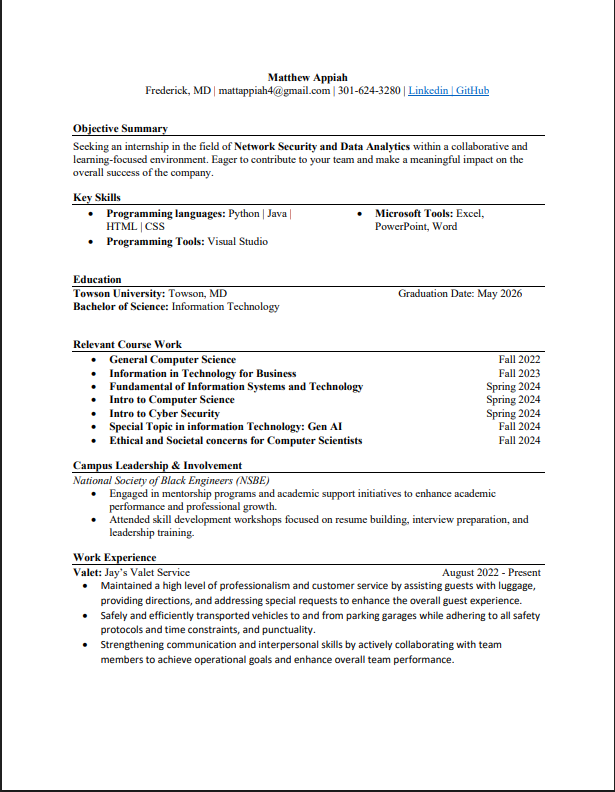 Matthew Appiah
Frederick, MD | mattappiah4@gmail.com | 301-624-3280 | Linkedin | GitHub
Objective Summary
Seeking an internship in the field of Network Security and Data Analytics within a collaborative and
learning-focused environment. Eager to contribute to your team and make a meaningful impact on the
overall success of the company.
Key Skills
• Programming languages: Python | Java |
HTML | CSS
• Programming Tools: Visual Studio
• Microsoft Tools: Excel,
PowerPoint, Word
Education
Towson University: Towson, MD Graduation Date: May 2026
Bachelor of Science: Information Technology
Relevant Course Work
• General Computer Science Fall 2022
• Information in Technology for Business Fall 2023
• Fundamental of Information Systems and Technology Spring 2024
• Intro to Computer Science Spring 2024
• Intro to Cyber Security Spring 2024
• Special Topic in information Technology: Gen AI Fall 2024
• Ethical and Societal concerns for Computer Scientists Fall 2024
Campus Leadership & Involvement
National Society of Black Engineers (NSBE)
• Engaged in mentorship programs and academic support initiatives to enhance academic
performance and professional growth.
• Attended skill development workshops focused on resume building, interview preparation, and
leadership training.
Work Experience
Valet: Jay's Valet Service August 2022 - Present
• Maintained a high level of professionalism and customer service by assisting guests with luggage,
providing directions, and addressing special requests to enhance the overall guest experience.
• Safely and efficiently transported vehicles to and from parking garages while adhering to all safety
protocols and time constraints, and punctuality.
• Strengthening communication and interpersonal skills by actively collaborating with team
members to achieve operational goals and enhance overall team performance.